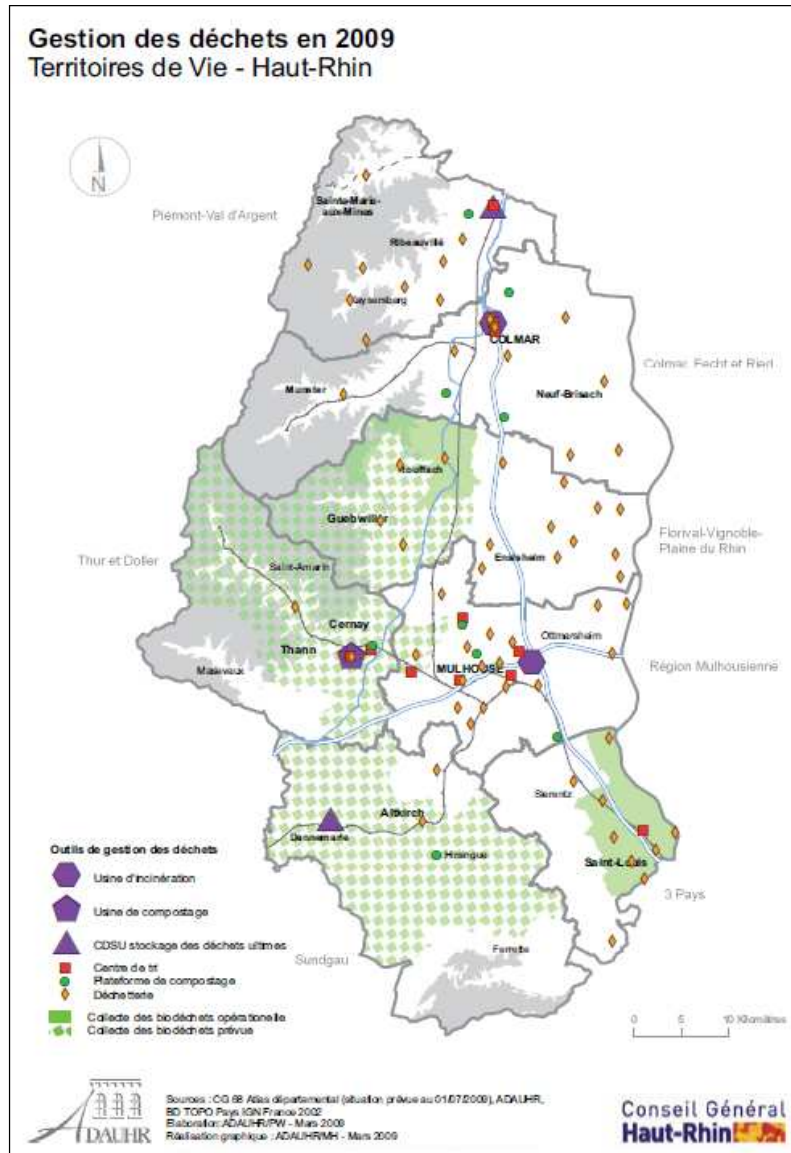 Gestion des déchets en 2009
Territoires de Vie - Haut-Rhin
N
Piémont-Val d'Argent
Sainte-Marie-
aux-Mines
Ribeauvillé
Kaysersberg
COLMAR
Colmar, Fecht et Ried
Munster
Neuf-Brisach
Rouffach
Guebwiller
Florival-Vignoble-
Plaine du Rhin
Ensisheim
Thur et Doller
Saint-Amarin
Cernay
Thann
Ottmarsheim
MULHOUSE
Région Mulhousienne
Masevaux
Sierentz
Altkirch
Dannemarie
Hirsingue
Saint-Louis
3 Pays
Sundgau
Ferrette
Outils de gestion des déchets
Usine d'incinération
Usine de compostage
CDSU stockage des déchets ultimes
Centre de tri
Plateforme de compostage
Déchetterie
Collecte des biodéchets opérationelle
Collecte des biodéchets prévue
0 5 10 Kilomètres
ADAUHR
Sources : CG 68 Atlas départemental (situation prévue au 01/07/2009), ADAUHR,
BD TOPO Pays IGN France 2002
Elaboration: ADAUHR/PW - Mars 2009
Réalisation graphique : ADAUHR/MH - Mars 2009
Conseil Général
Haut-Rhin